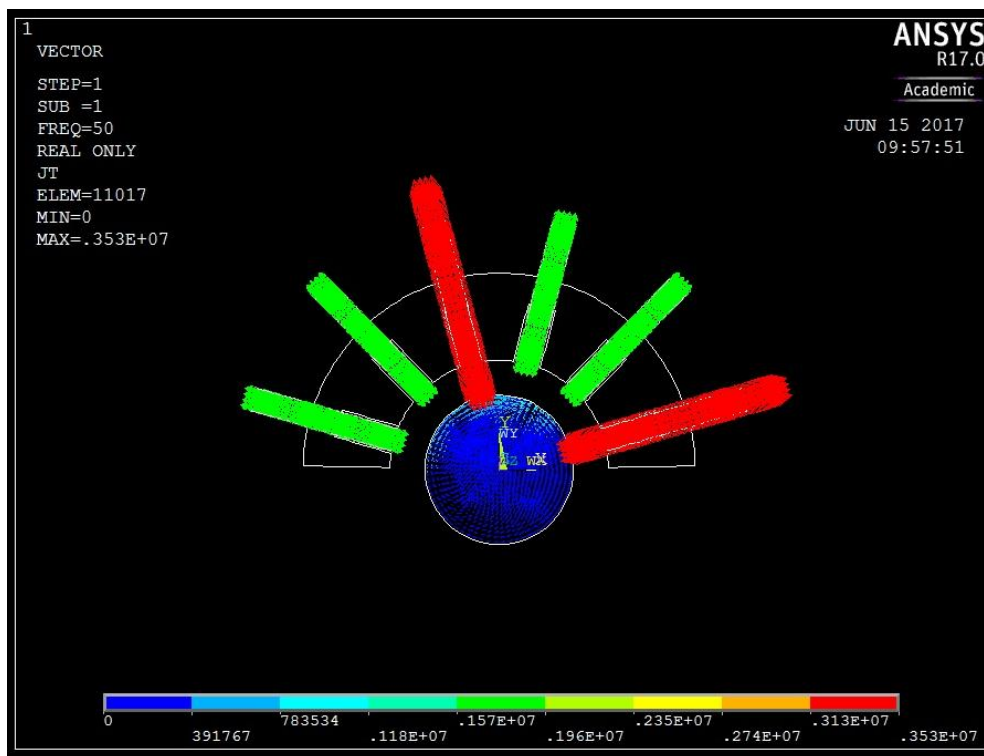 1
VECTOR
STEP=1
SUB =1
FREQ=50
REAL ONLY
JT
ELEM=11017
MIN=0
MAX=.353E+07
ANSYS
R17.0
Academic
JUN 15 2017
09:57:51
Y
WY
0
391767
783534
.118E+07
.157E+07
.196E+07
.235E+07
.274E+07
.313E+07
.353E+07